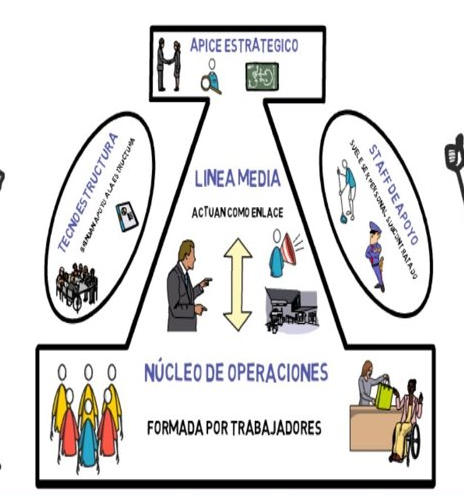 APICE ESTRATEGICO
TECNOESTRUCTURA
BRINDAN APOYO A LA ESTRUCTURA
LINEA MEDIA
ACTUAN COMO ENLACE
STAFF DE APOYO
SUELE SER PERSONAL SUBCONTRATADO
NÚCLEO DE OPERACIONES
FORMADA POR TRABAJADORES